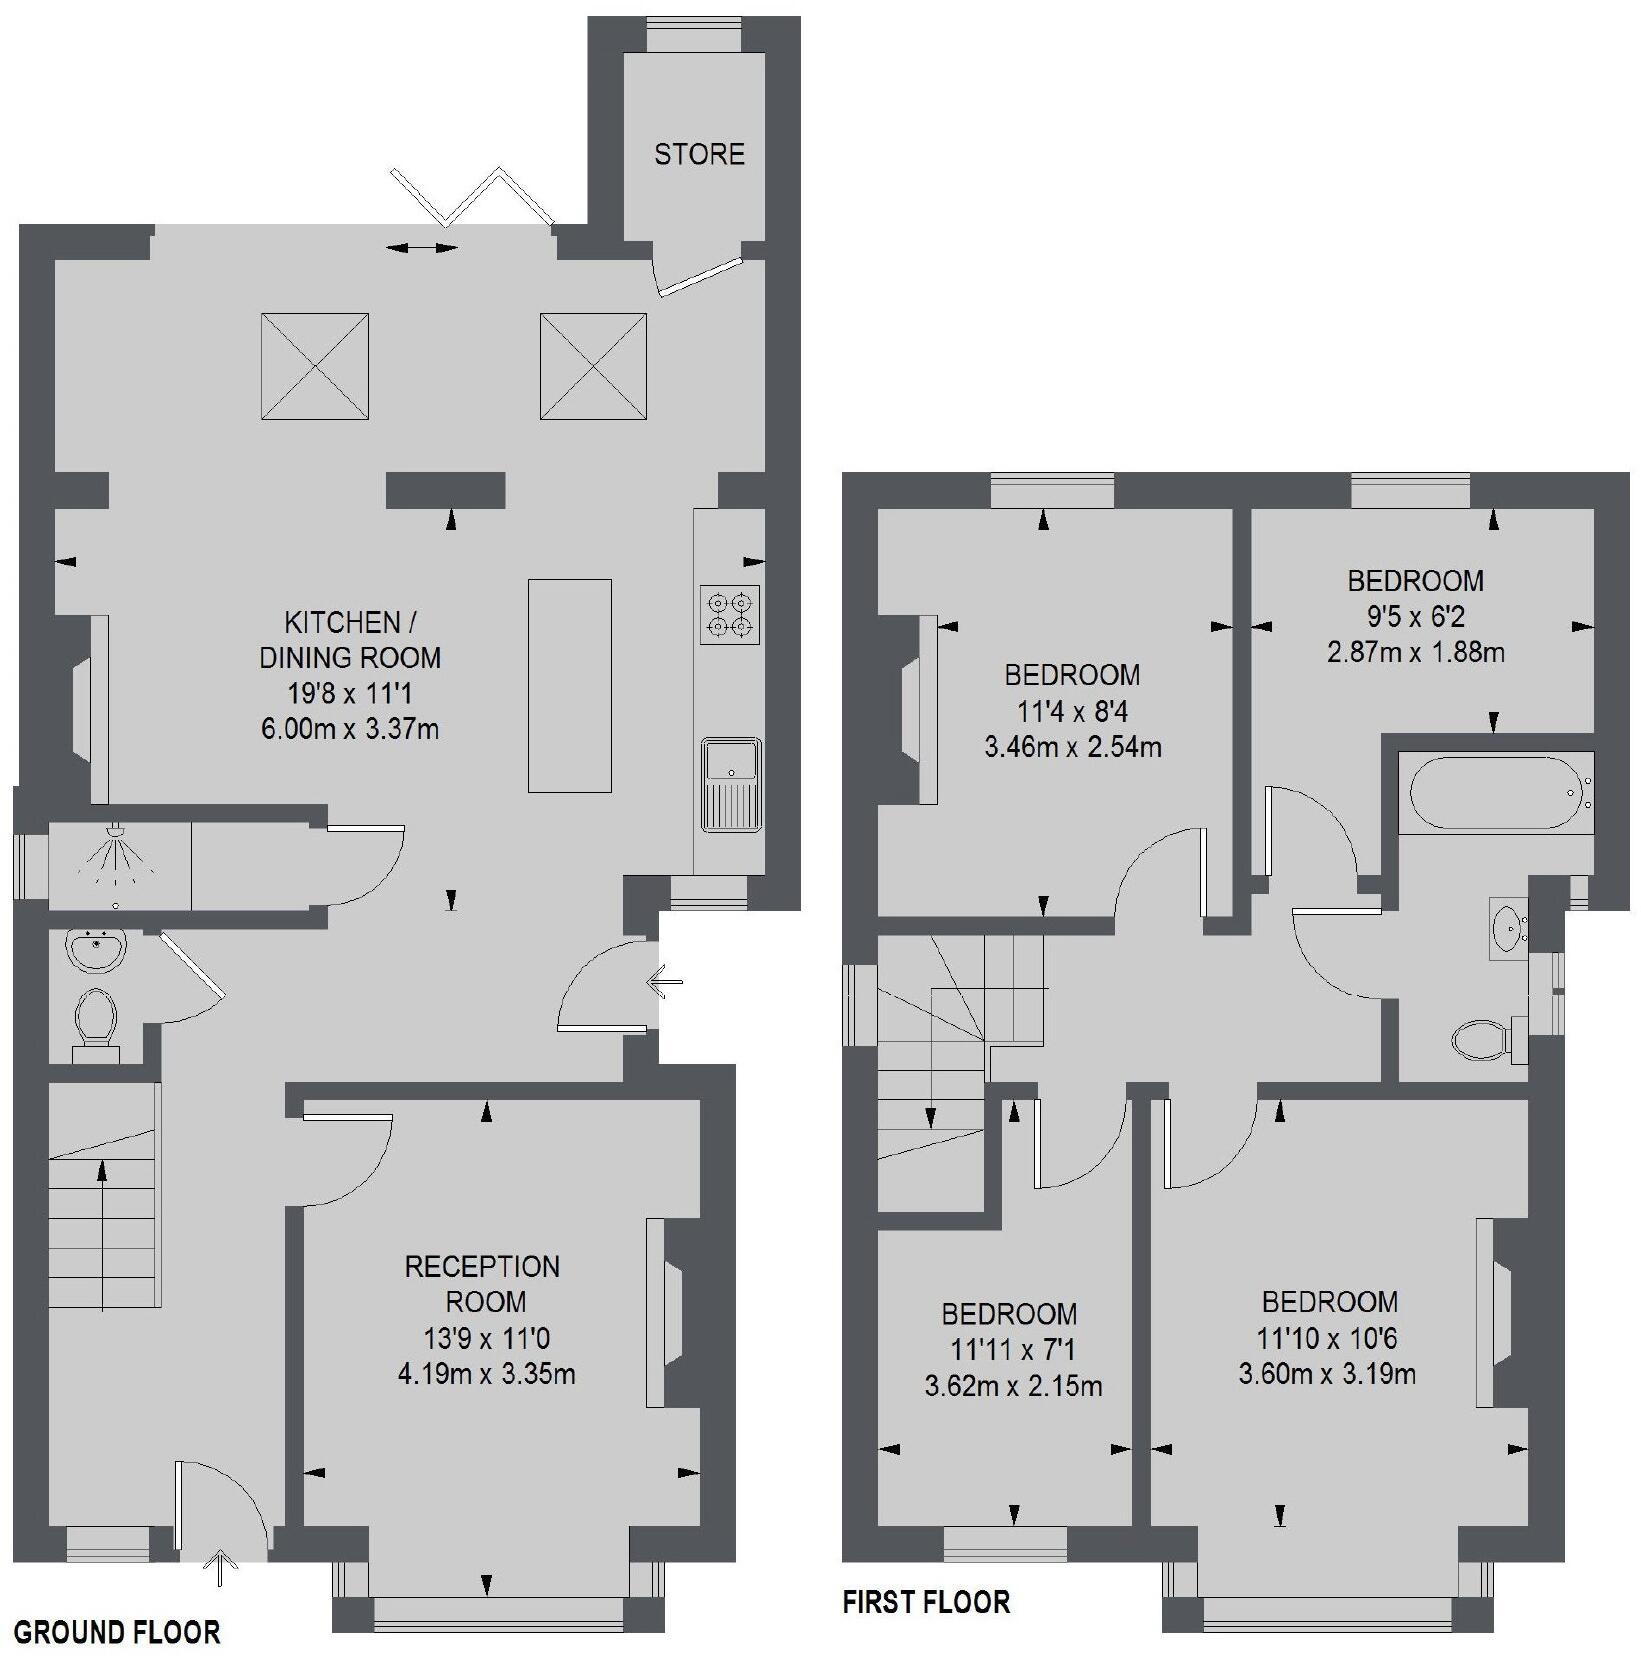 STORE
KITCHEN /
DINING ROOM
19'8 x 11'1
6.00m x 3.37m
RECEPTION
ROOM
13'9 x 11'0
4.19m x 3.35m
GROUND FLOOR
BEDROOM
11'4 x 8'4
3.46m x 2.54m
BEDROOM
9'5 x 6'2
2.87m x 1.88m
BEDROOM
11'11 x 7'1
3.62m x 2.15m
BEDROOM
11'10 x 10'6
3.60m x 3.19m
FIRST FLOOR